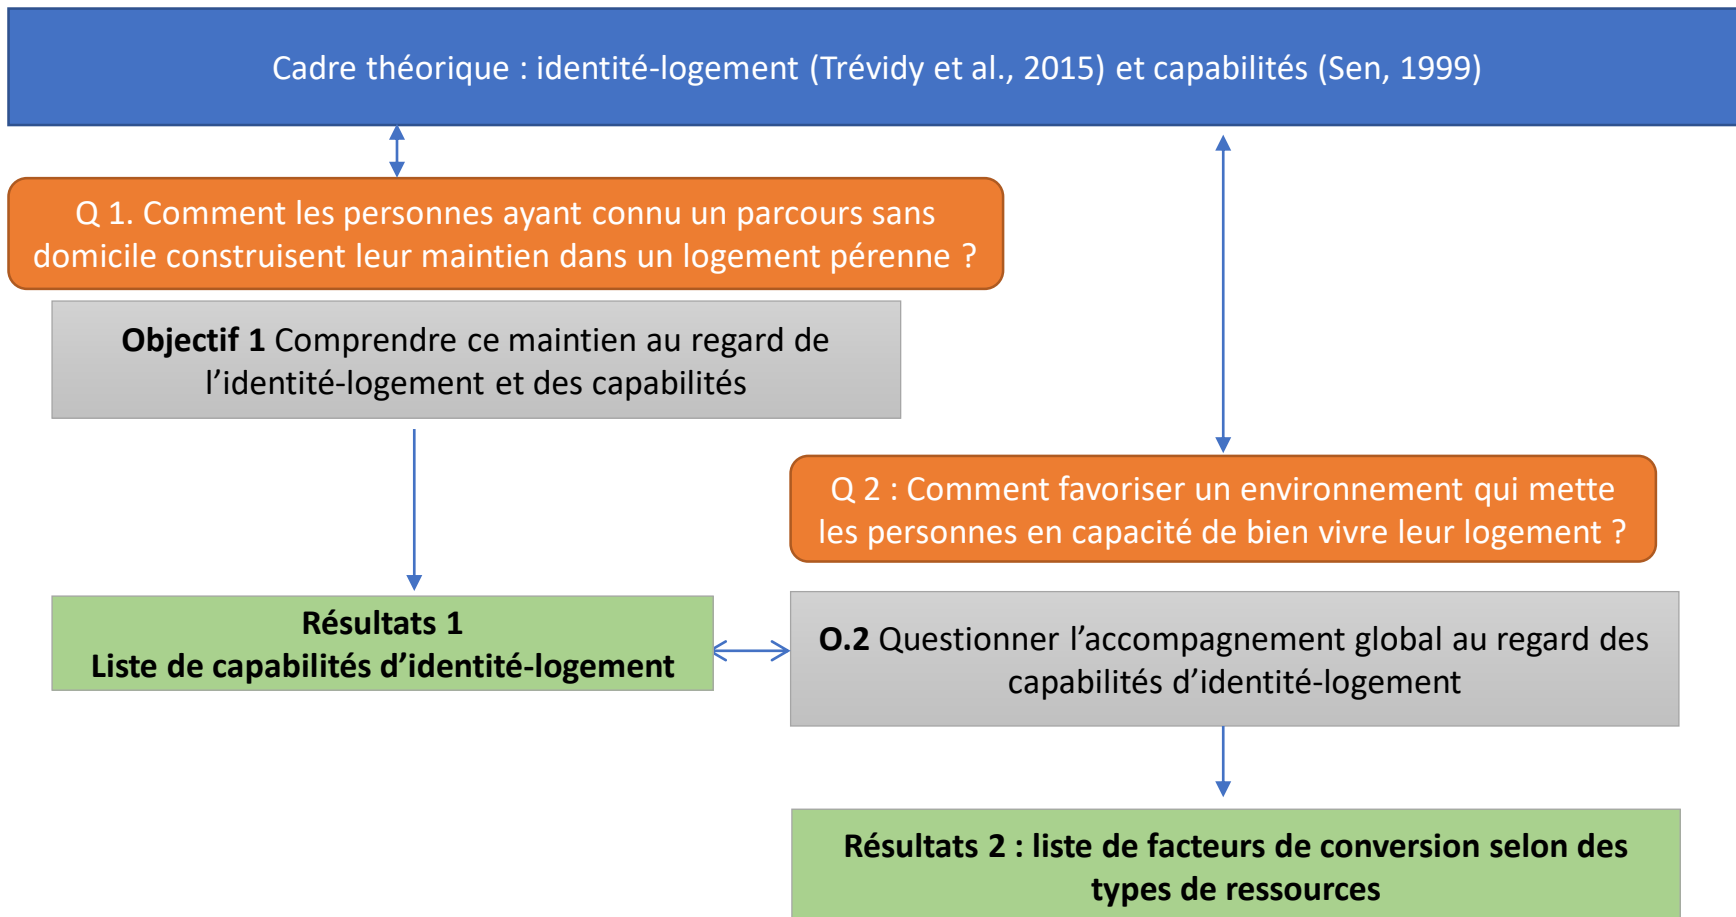 Cadre théorique : identité-logement (Trévidy et al., 2015) et capabilités (Sen, 1999)
Q 1. Comment les personnes ayant connu un parcours sans
domicile construisent leur maintien dans un logement pérenne ?
Objectif 1 Comprendre ce maintien au regard de
l’identité-logement et des capabilités
Q 2 : Comment favoriser un environnement qui mette
les personnes en capacité de bien vivre leur logement ?
Résultats 1
Liste de capabilités d’identité-logement
O.2 Questionner l’accompagnement global au regard des
capabilités d’identité-logement
Résultats 2 : liste de facteurs de conversion selon des
types de ressources